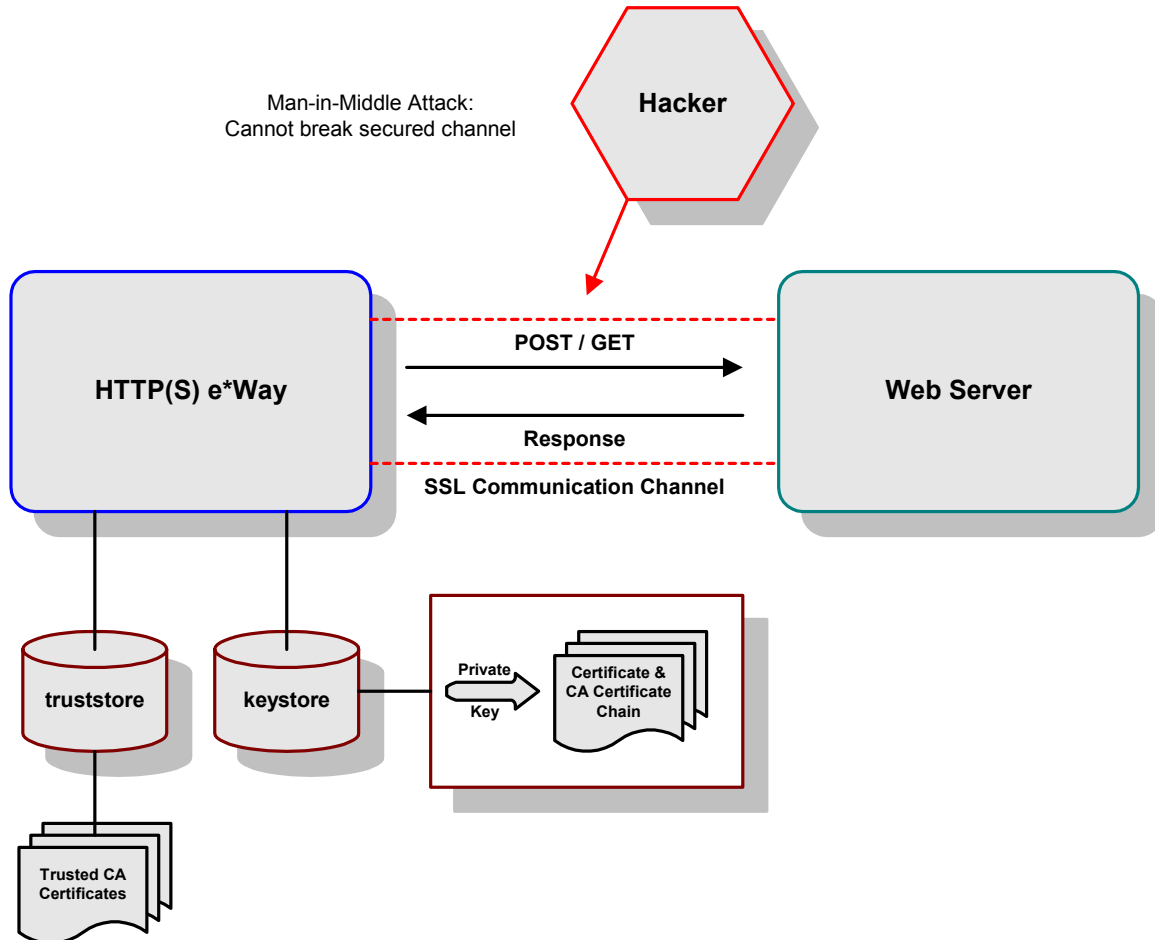 Man-in-Middle Attack:
Cannot break secured channel
Hacker
POST / GET
HTTP(S) e*Way
Web Server
Response
SSL Communication Channel
truststore
keystore
Private
Key
Certificate &
CA Certificate
Chain
Trusted CA
Certificates